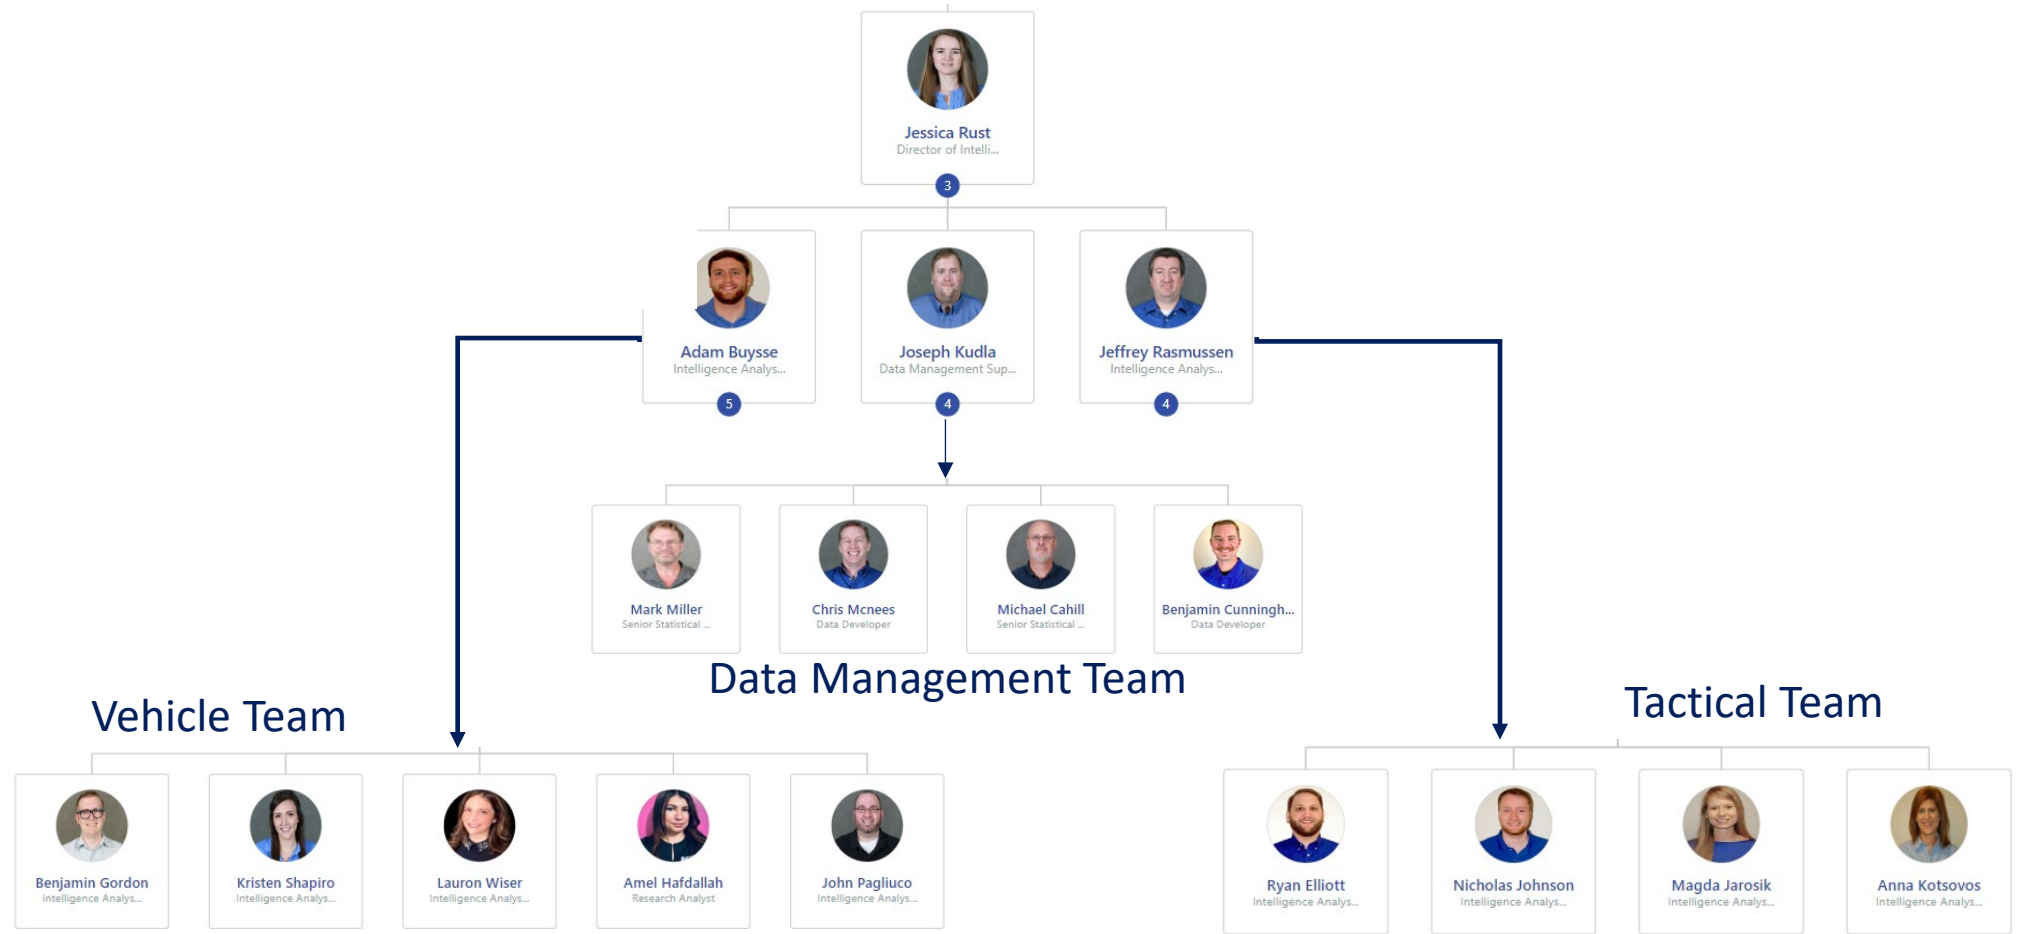 Jessica Rust
Director of Intelli...
3
Adam Buysse
Intelligence Analys...
5
Joseph Kudla
Data Management Sup...
4
Jeffrey Rasmussen
Intelligence Analys...
4
Mark Miller
Senior Statistical ...
Chris Mcnees
Data Developer
Michael Cahill
Senior Statistical ...
Benjamin Cunningh...
Data Developer
Data Management Team
Vehicle Team
Tactical Team
Benjamin Gordon
Intelligence Analys...
Kristen Shapiro
Intelligence Analys...
Lauron Wiser
Intelligence Analys...
Amel Hafdallah
Research Analyst
John Pagliuco
Intelligence Analys...
Ryan Elliott
Intelligence Analys...
Nicholas Johnson
Intelligence Analys...
Magda Jarosik
Intelligence Analys...
Anna Kotsovos
Intelligence Analys...